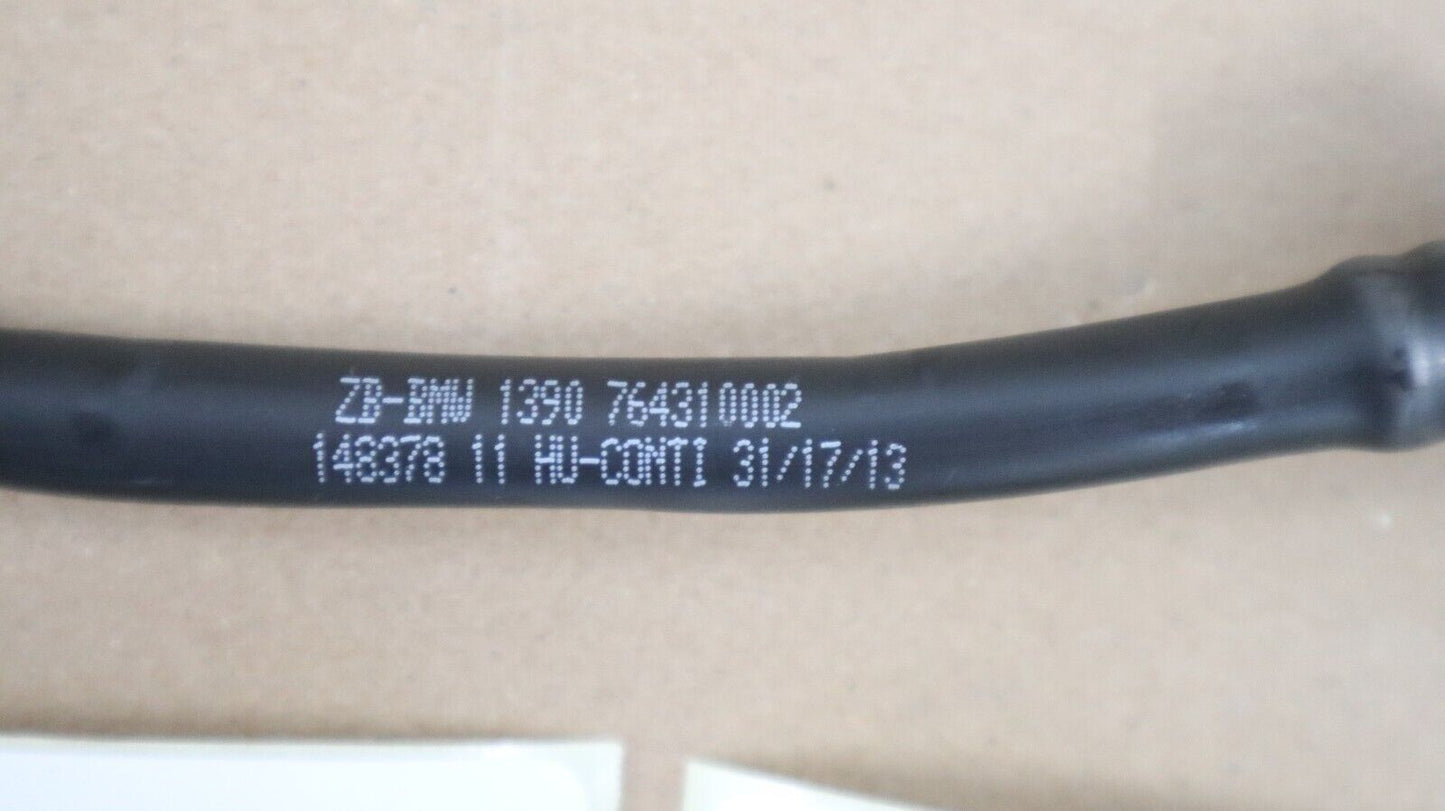 ZB-BMW 1390 764310002
148378 11 HU-CONTI 31/17/13